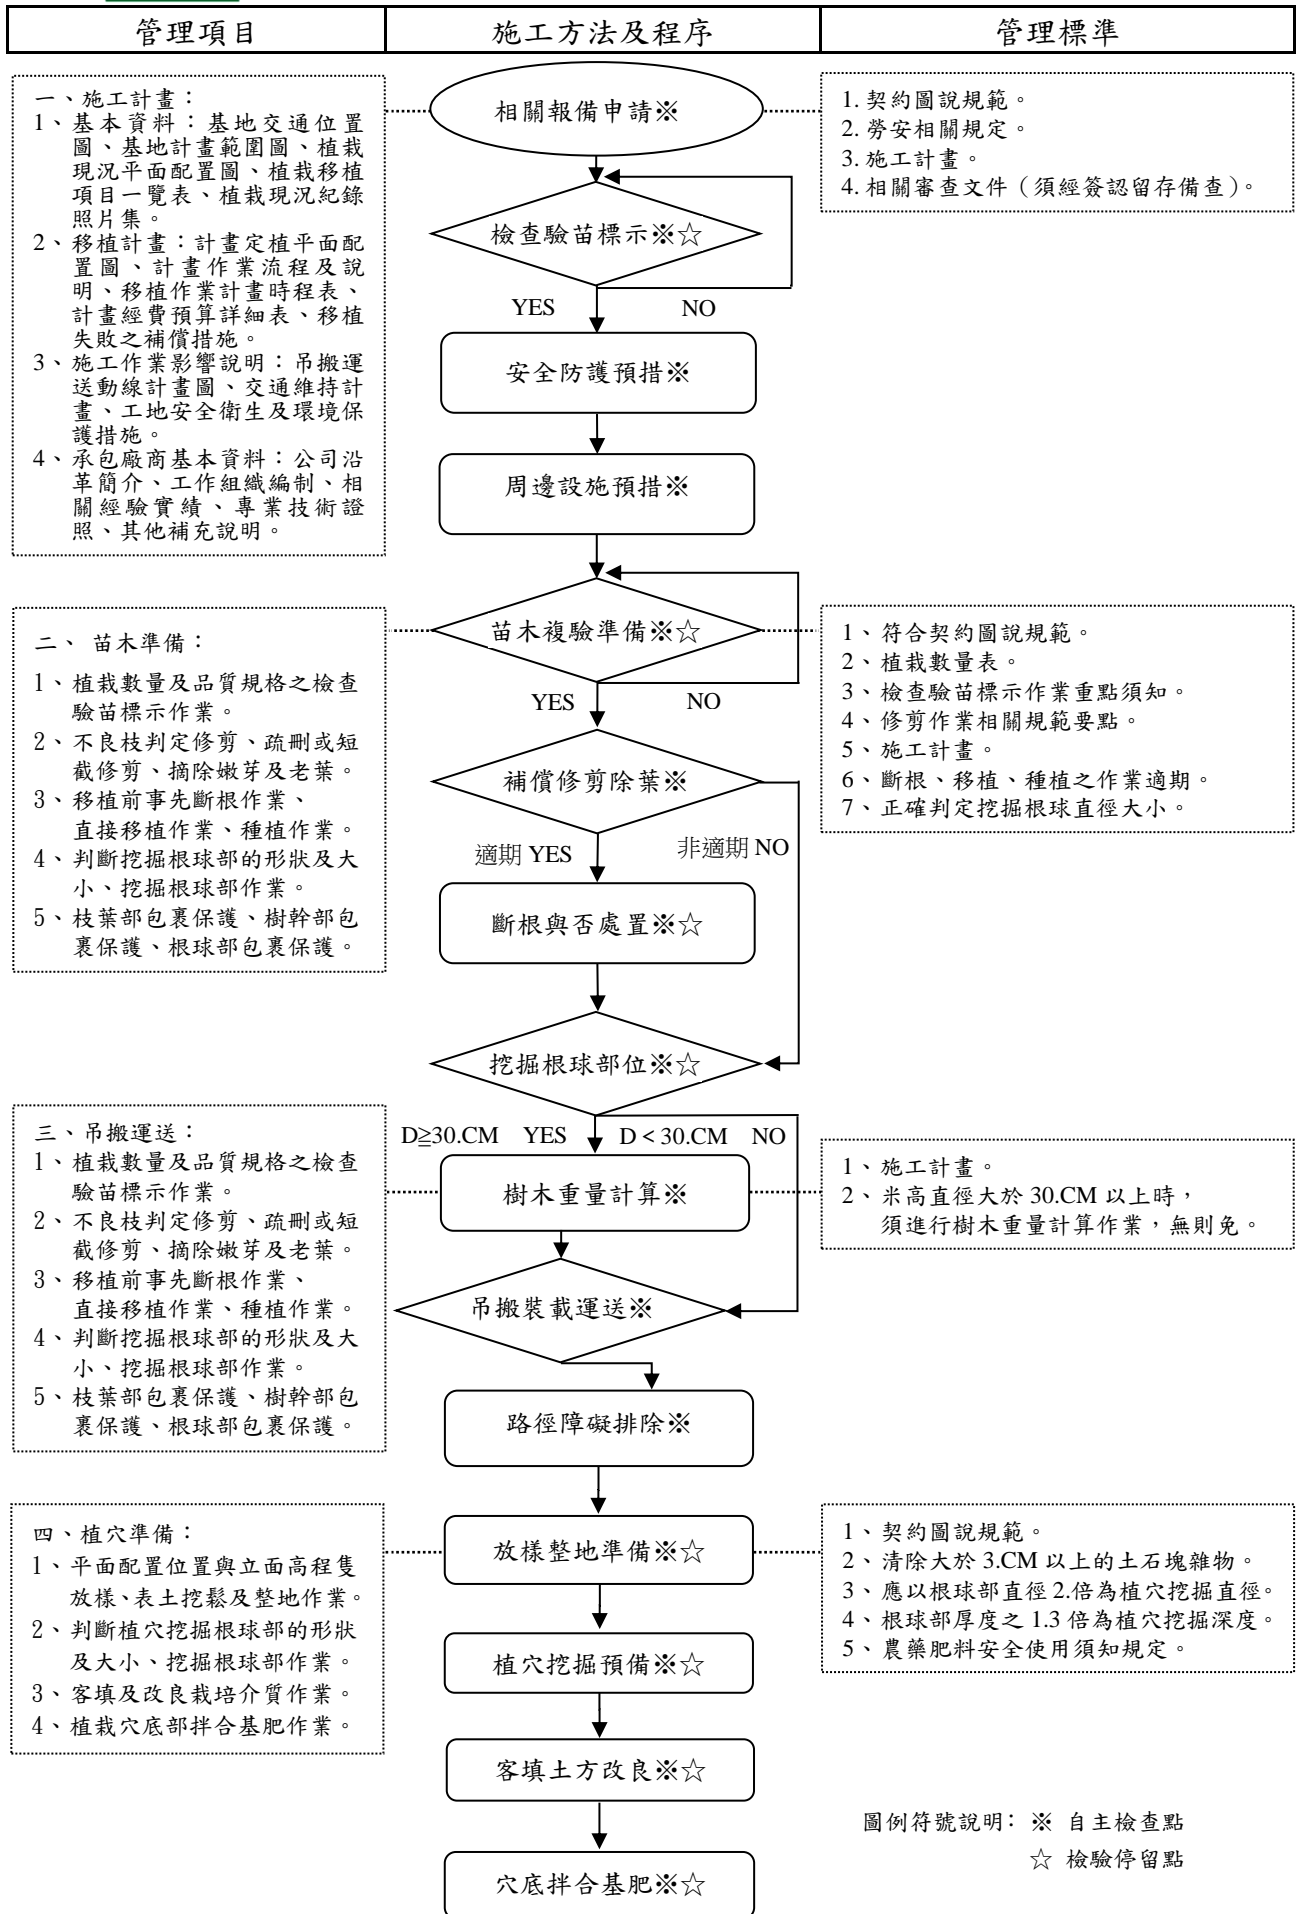 管理項目
施工方法及程序
管理標準
一、施工計畫：
1、基本資料：基地交通位置
圖、基地計畫範圍圖、植栽
現況平面配置圖、植栽移植
項目一覽表、植栽現況紀錄
照片集。
2、移植計畫：計畫定植平面配
置圖、計畫作業流程及說
明、移植作業計畫時程表、
計畫經費預算詳細表、移植
失敗之補償措施。
3、施工作業影響說明：吊搬運
送動線計畫圖、交通維持計
畫、工地安全衛生及環境保
護措施。
4、承包廠商基本資料：公司沿
革簡介、工作組織編制、相
關經驗實績、專業技術證
照、其他補充說明。
相關報備申請※
1.契約圖說規範。
2.勞安相關規定。
3.施工計畫。
4.相關審查文件（須經簽認留存備查）。
檢查驗苗標示※☆
YES
NO
安全防護預措※
周邊設施預措※
二、 苗木準備：
1、植栽數量及品質規格之檢查
驗苗標示作業。
2、不良枝判定修剪、疏刪或短
截修剪、摘除嫩芽及老葉。
3、移植前事先斷根作業、
直接移植作業、種植作業。
4、判斷挖掘根球部的形狀及大
小、挖掘根球部作業。
5、枝葉部包裹保護、樹幹部包
裹保護、根球部包裹保護。
苗木複驗準備※☆
YES
NO
1、符合契約圖說規範。
2、植栽數量表。
3、檢查驗苗標示作業重點須知。
4、修剪作業相關規範要點。
5、施工計畫。
6、斷根、移植、種植之作業適期。
7、正確判定挖掘根球直徑大小。
補償修剪除葉※
適期 YES
非適期 NO
斷根與否處置※☆
挖掘根球部位※☆
D≧30.CM YES
D＜30.CM NO
三、吊搬運送：
1、植栽數量及品質規格之檢查
驗苗標示作業。
2、不良枝判定修剪、疏刪或短
截修剪、摘除嫩芽及老葉。
3、移植前事先斷根作業、
直接移植作業、種植作業。
4、判斷挖掘根球部的形狀及大
小、挖掘根球部作業。
5、枝葉部包裹保護、樹幹部包
裹保護、根球部包裹保護。
樹木重量計算※
1、施工計畫。
2、米高直徑大於 30.CM 以上時，
須進行樹木重量計算作業，無則免。
吊搬裝載運送※
路徑障礙排除※
四、植穴準備：
1、平面配置位置與立面高程隻
放樣、表土挖鬆及整地作業。
2、判斷植穴挖掘根球部的形狀
及大小、挖掘根球部作業。
3、客填及改良栽培介質作業。
4、植栽穴底部拌合基肥作業。
放樣整地準備※☆
1、契約圖說規範。
2、清除大於 3.CM 以上的土石塊雜物。
3、應以根球部直徑 2.倍為植穴挖掘直徑。
4、根球部厚度之 1.3 倍為植穴挖掘深度。
5、農藥肥料安全使用須知規定。
植穴挖掘預備※☆
客填土方改良※☆
穴底拌合基肥※☆
圖例符號說明：※ 自主檢查點
☆ 檢驗停留點